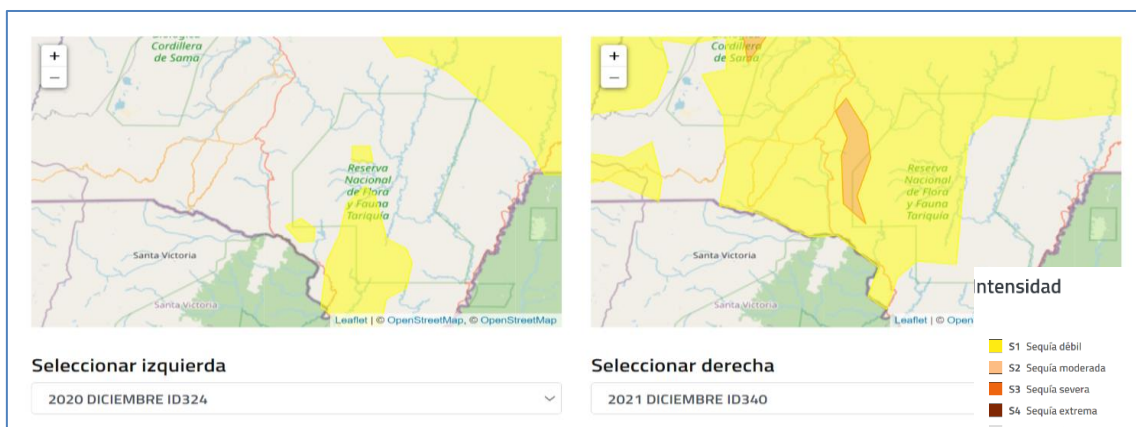 +
−
Cordillera
de Sama
Reserva
Nacional
de Flora
y Fauna
Tariquía
Santa Victoria
Santa Victoria
Leaflet | © OpenStreetMap, © OpenStreetMap
Seleccionar izquierda
2020 DICIEMBRE ID324
+
−
Cordillera
de Sama
Reserva
Nacional
de Flora
y Fauna
Tariquía
Santa Victoria
Santa Victoria
Leaflet | © Open
Seleccionar derecha
2021 DICIEMBRE ID340
Intensidad
S1 Sequía débil
S2 Sequía moderada
S3 Sequía severa
S4 Sequía extrema